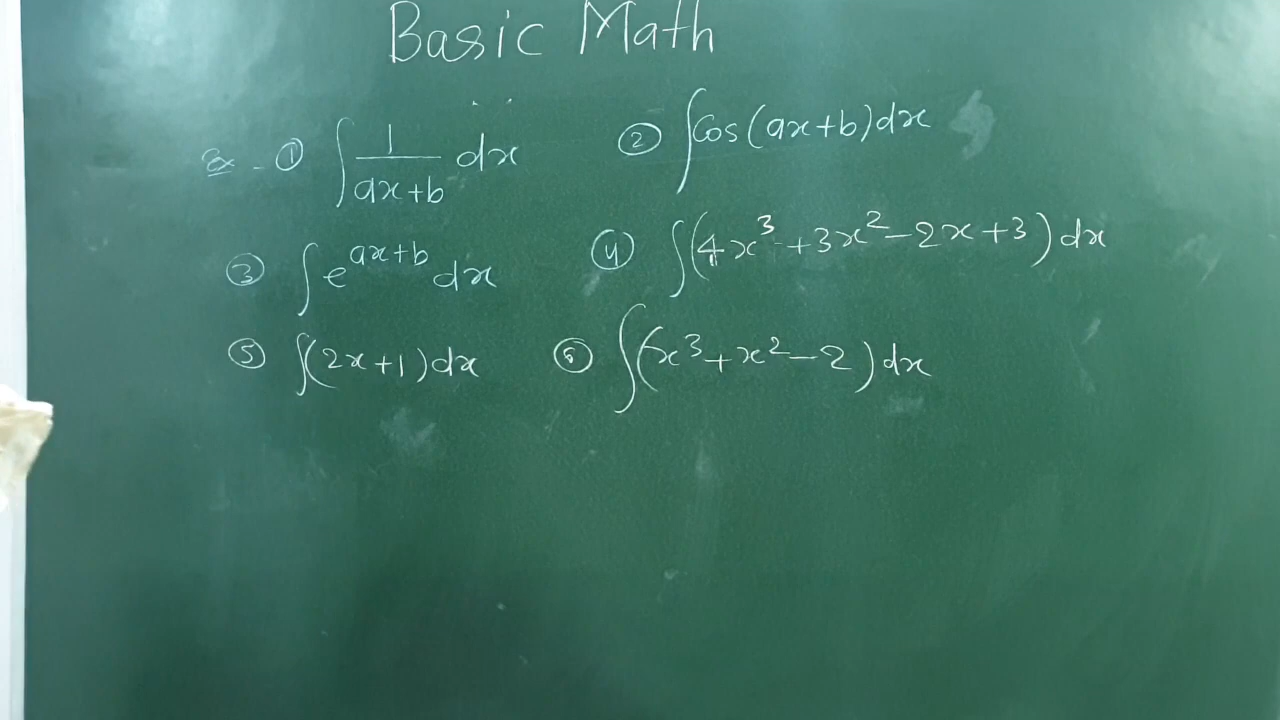 Basic Math
Ex - ① ∫ 1/(ax+b) dx ② ∫Cos(ax+b)dx
③ ∫ e^(ax+b) dx ④ ∫(4x³+3x²-2x+3)dx
⑤ ∫(2x+1)dx ⑥ ∫(x³+x²-2)dx